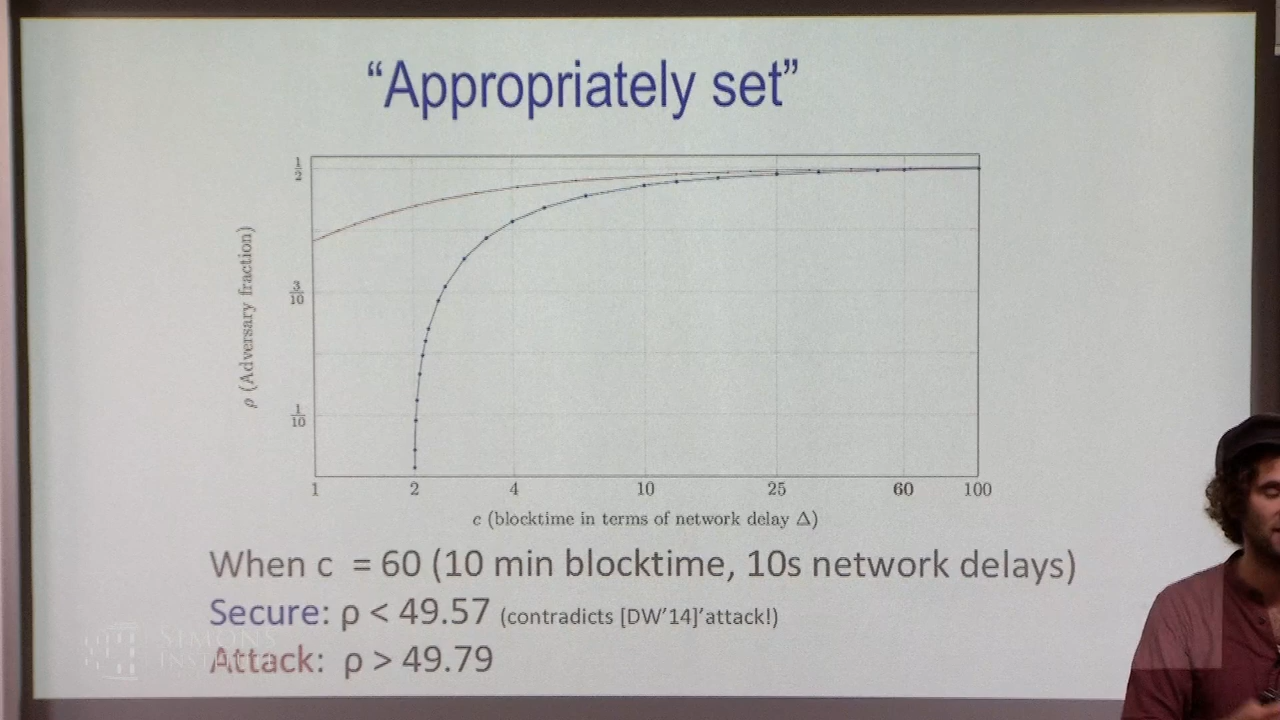 “Appropriately set”
1/2
3/10
1/10
ρ (Adversary fraction)
1 2 4 10 25 60 100
c (blocktime in terms of network delay Δ)
When c = 60 (10 min blocktime, 10s network delays)
Secure: ρ < 49.57 (contradicts [DW’14]’attack!)
Attack: ρ > 49.79
SIMONS
INSTITUTE